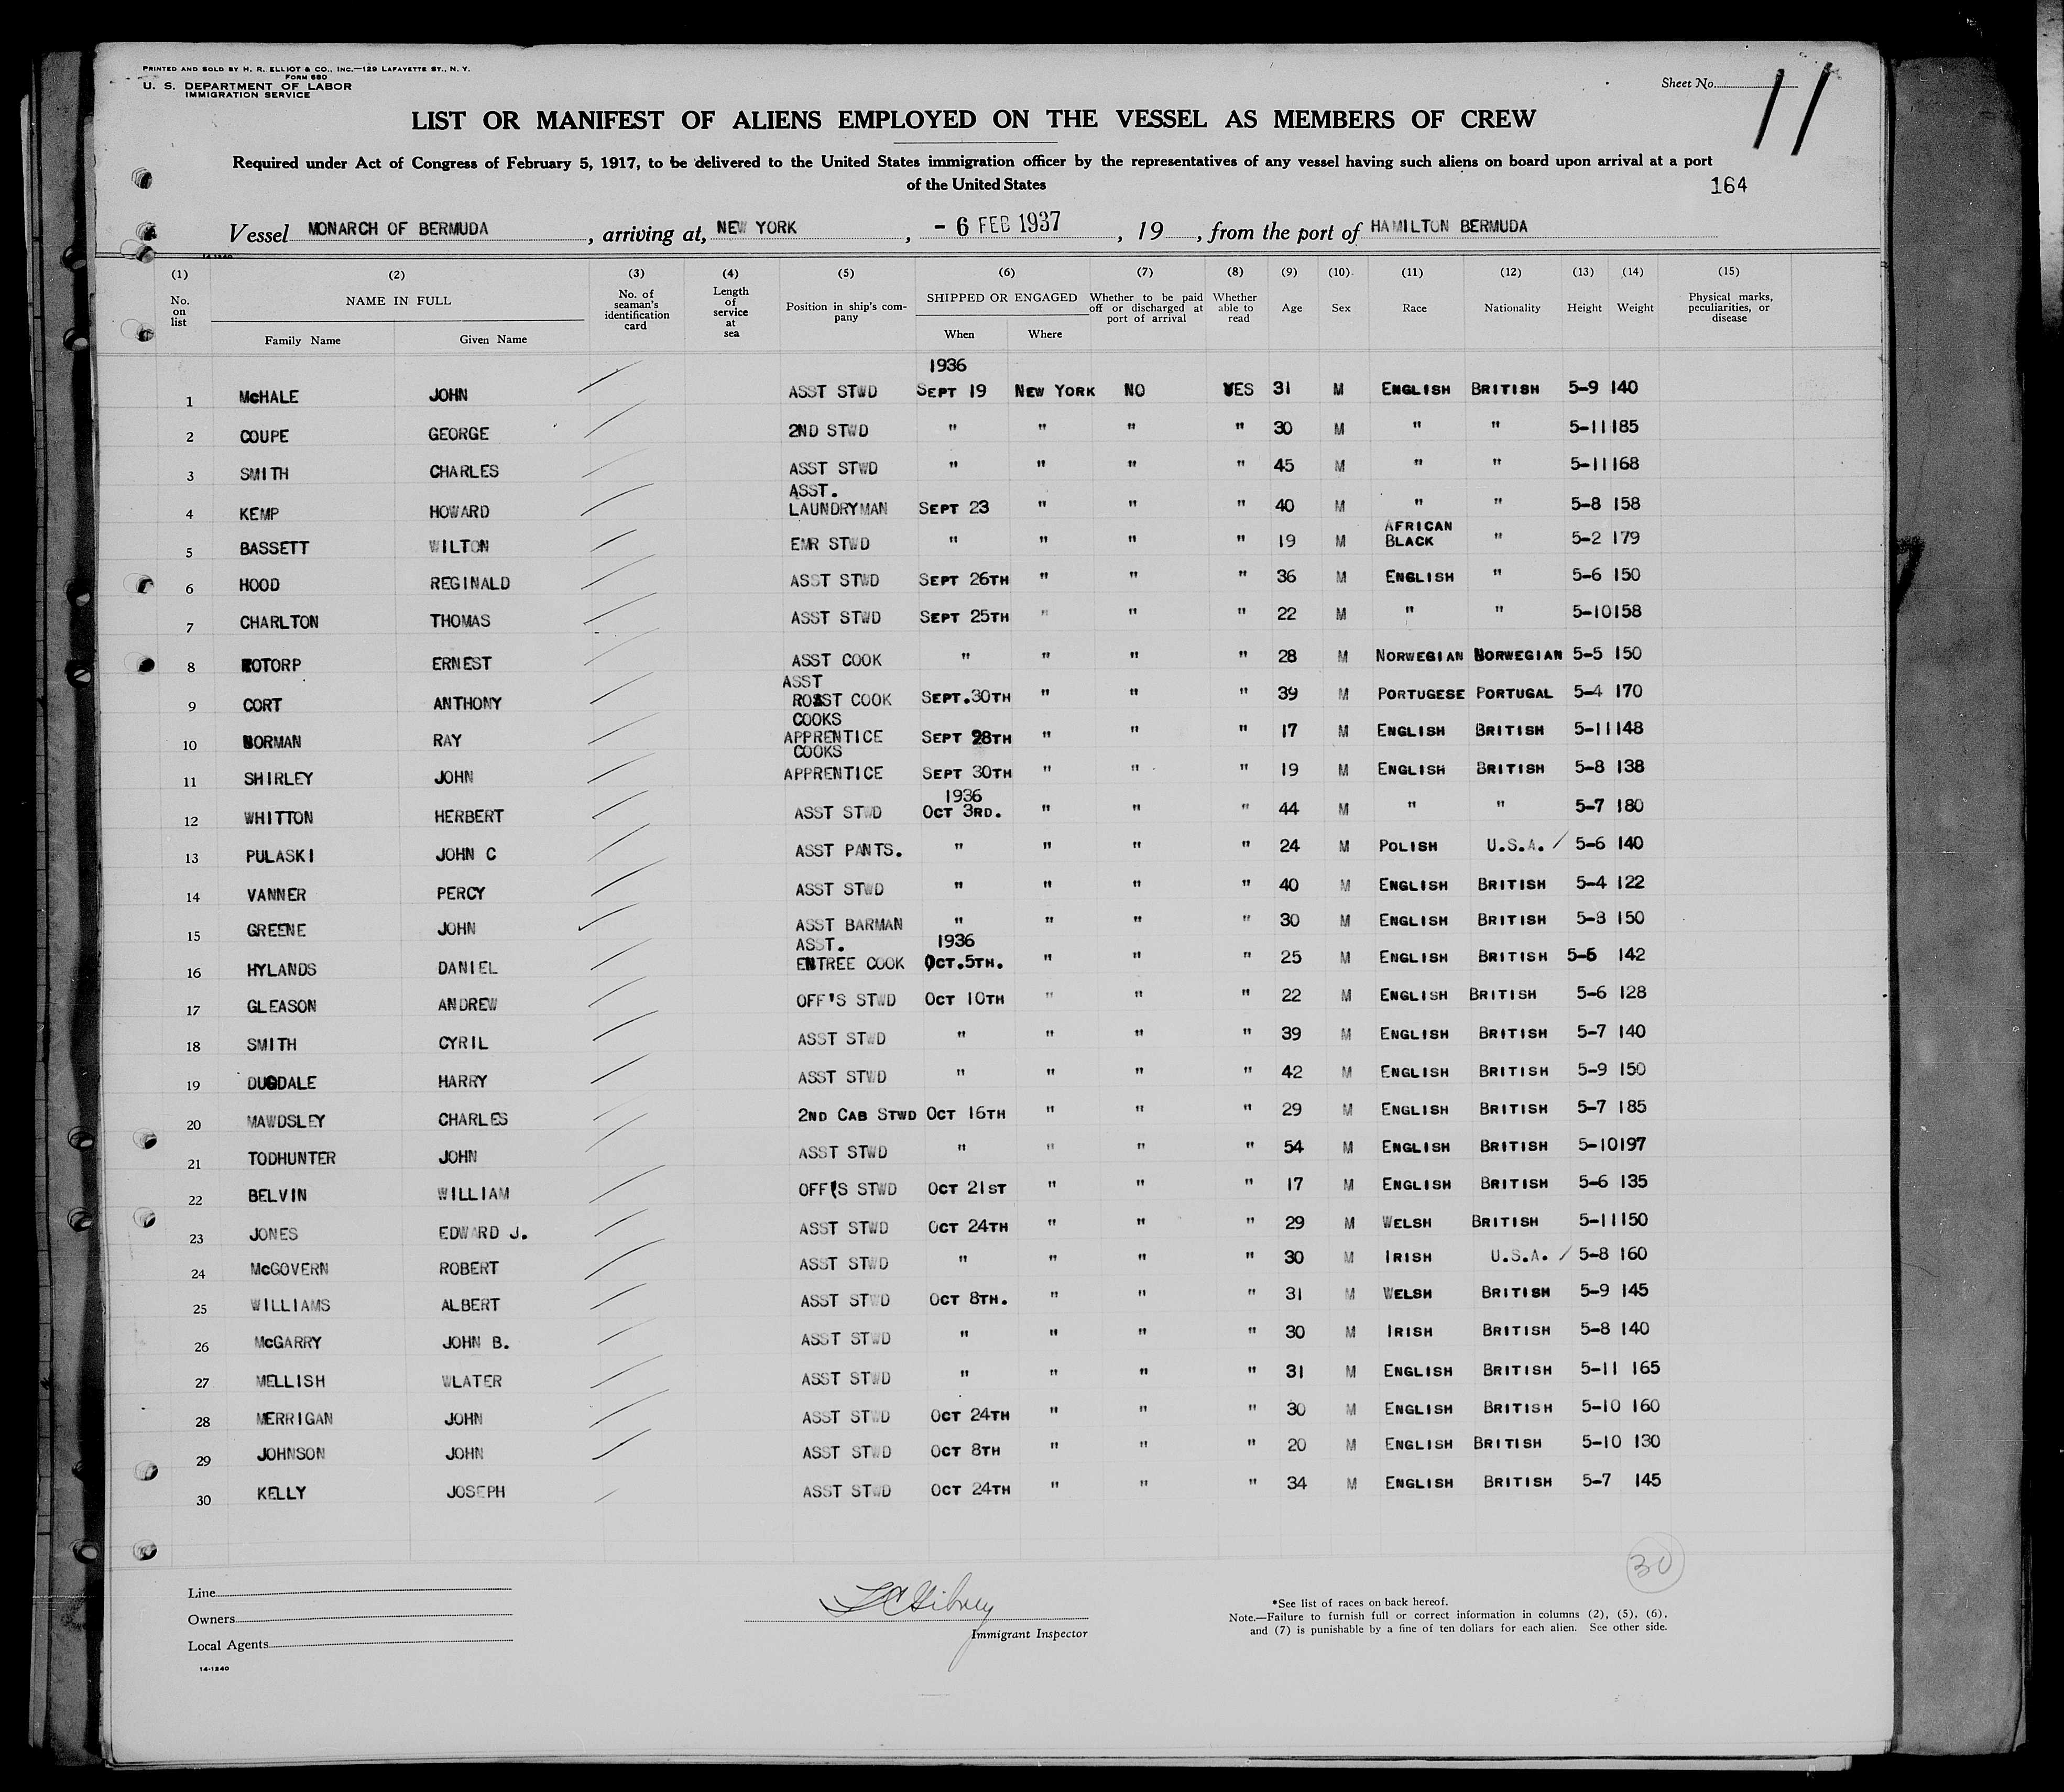 PRINTED AND SOLD BY H. R. ELLIOT & CO., INC.—129 LAFAYETTE ST., N. Y.
FORM 680
U. S. DEPARTMENT OF LABOR
IMMIGRATION SERVICE
Sheet No. 11
LIST OR MANIFEST OF ALIENS EMPLOYED ON THE VESSEL AS MEMBERS OF CREW
Required under Act of Congress of February 5, 1917, to be delivered to the United States immigration officer by the representatives of any vessel having such aliens on board upon arrival at a port
of the United States
164
Vessel MONARCH OF BERMUDA, arriving at, NEW YORK, - 6 FEB 1937, 19, from the port of HAMILTON BERMUDA
14-1240
(1) (2) (3) (4) (5) (6) (7) (8) (9) (10) (11) (12) (13) (14) (15)
No. on list NAME IN FULL Family Name Given Name No. of seaman's identification card Length of service at sea Position in ship's company SHIPPED OR ENGAGED When Where Whether to be paid off or discharged at port of arrival Whether able to read Age Sex Race Nationality Height Weight Physical marks, peculiarities, or disease
1936
1 McHALE JOHN ASST STWD SEPT 19 NEW YORK NO YES 31 M ENGLISH BRITISH 5-9 140
2 COUPE GEORGE 2ND STWD " " " " 30 M " " 5-11 185
3 SMITH CHARLES ASST STWD " " " " 45 M " " 5-11 168
4 KEMP HOWARD ASST. LAUNDRYMAN SEPT 23 " " " 40 M " " 5-8 158
5 BASSETT WILTON EMR STWD " " " " 19 M AFRICAN BLACK " 5-2 179
6 HOOD REGINALD ASST STWD SEPT 26TH " " " 36 M ENGLISH " 5-6 150
7 CHARLTON THOMAS ASST STWD SEPT 25TH " " " 22 M " " 5-10 158
8 ROTORP ERNEST ASST COOK " " " " 28 M NORWEGIAN NORWEGIAN 5-5 150
9 CORT ANTHONY ASST ROAST COOK SEPT.30TH " " " 39 M PORTUGESE PORTUGAL 5-4 170
10 NORMAN RAY COOKS APPRENTICE SEPT 28TH " " " 17 M ENGLISH BRITISH 5-11 148
11 SHIRLEY JOHN COOKS APPRENTICE SEPT 30TH " " " 19 M ENGLISH BRITISH 5-8 138
1936
12 WHITTON HERBERT ASST STWD OCT 3RD. " " " 44 M " " 5-7 180
13 PULASKI JOHN C ASST PANTS. " " " " 24 M POLISH U.S.A. / 5-6 140
14 VANNER PERCY ASST STWD " " " " 40 M ENGLISH BRITISH 5-4 122
15 GREENE JOHN ASST BARMAN " " " " 30 M ENGLISH BRITISH 5-8 150
1936
16 HYLANDS DANIEL ASST. ENTREE COOK OCT.5TH. " " " 25 M ENGLISH BRITISH 5-6 142
17 GLEASON ANDREW OFF'S STWD OCT 10TH " " " 22 M ENGLISH BRITISH 5-6 128
18 SMITH CYRIL ASST STWD " " " " 39 M ENGLISH BRITISH 5-7 140
19 DUGDALE HARRY ASST STWD " " " " 42 M ENGLISH BRITISH 5-9 150
20 MAWDSLEY CHARLES 2ND CAB STWD OCT 16TH " " " 29 M ENGLISH BRITISH 5-7 185
21 TODHUNTER JOHN ASST STWD " " " " 54 M ENGLISH BRITISH 5-10 197
22 BELVIN WILLIAM OFF'S STWD OCT 21ST " " " 17 M ENGLISH BRITISH 5-6 135
23 JONES EDWARD J. ASST STWD OCT 24TH " " " 29 M WELSH BRITISH 5-11 150
24 McGOVERN ROBERT ASST STWD " " " " 30 M IRISH U.S.A. / 5-8 160
25 WILLIAMS ALBERT ASST STWD OCT 8TH. " " " 31 M WELSH BRITISH 5-9 145
26 McGARRY JOHN B. ASST STWD " " " " 30 M IRISH BRITISH 5-8 140
27 MELLISH WLATER ASST STWD " " " " 31 M ENGLISH BRITISH 5-11 165
28 MERRIGAN JOHN ASST STWD OCT 24TH " " " 30 M ENGLISH BRITISH 5-10 160
29 JOHNSON JOHN ASST STWD OCT 8TH " " " 20 M ENGLISH BRITISH 5-10 130
30 KELLY JOSEPH ASST STWD OCT 24TH " " " 34 M ENGLISH BRITISH 5-7 145
30
Line
Owners
Local Agents
14-1240
Immigrant Inspector
*See list of races on back hereof.
Note.—Failure to furnish full or correct information in columns (2), (5), (6),
and (7) is punishable by a fine of ten dollars for each alien. See other side.